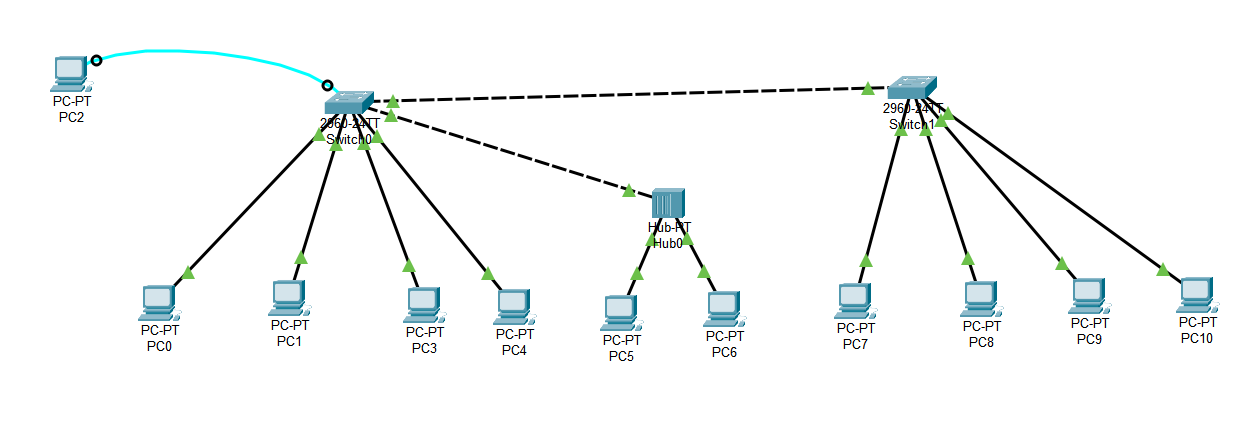 PC-PT
PC2
2960-24TT
Switch0
2960-24TT
Switch1
Hub-PT
Hub0
PC-PT
PC0
PC-PT
PC1
PC-PT
PC3
PC-PT
PC4
PC-PT
PC5
PC-PT
PC6
PC-PT
PC7
PC-PT
PC8
PC-PT
PC9
PC-PT
PC10